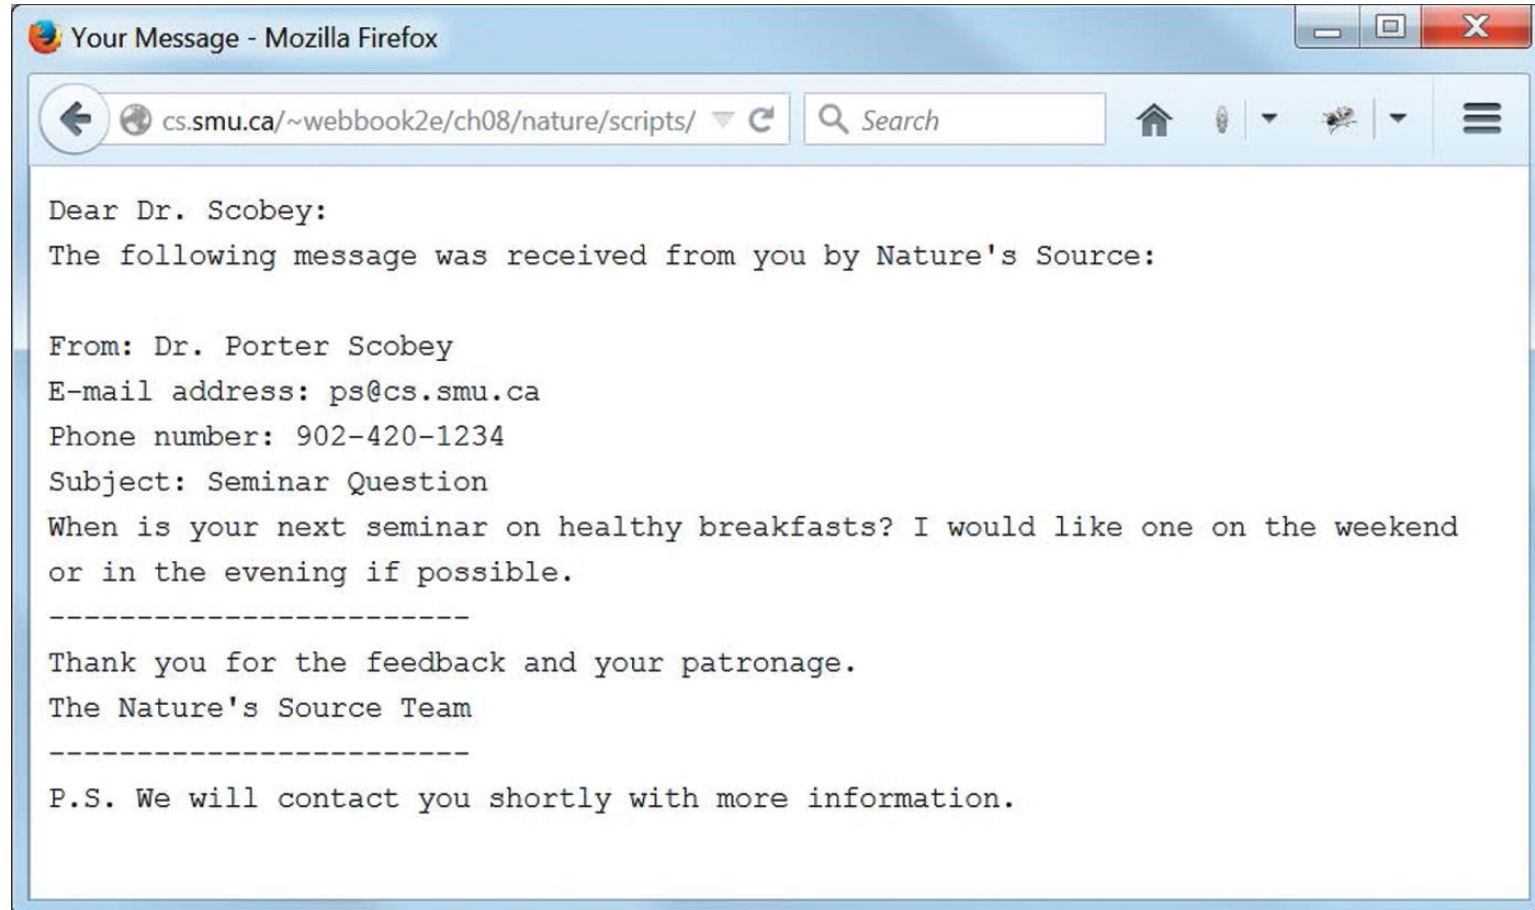 Your Message - Mozilla Firefox
cs.smu.ca/~webbook2e/ch08/nature/scripts/
Search
Dear Dr. Scobey:
The following message was received from you by Nature's Source:
From: Dr. Porter Scobey
E-mail address: ps@cs.smu.ca
Phone number: 902-420-1234
Subject: Seminar Question
When is your next seminar on healthy breakfasts? I would like one on the weekend
or in the evening if possible.
------------------------
Thank you for the feedback and your patronage.
The Nature's Source Team
------------------------
P.S. We will contact you shortly with more information.